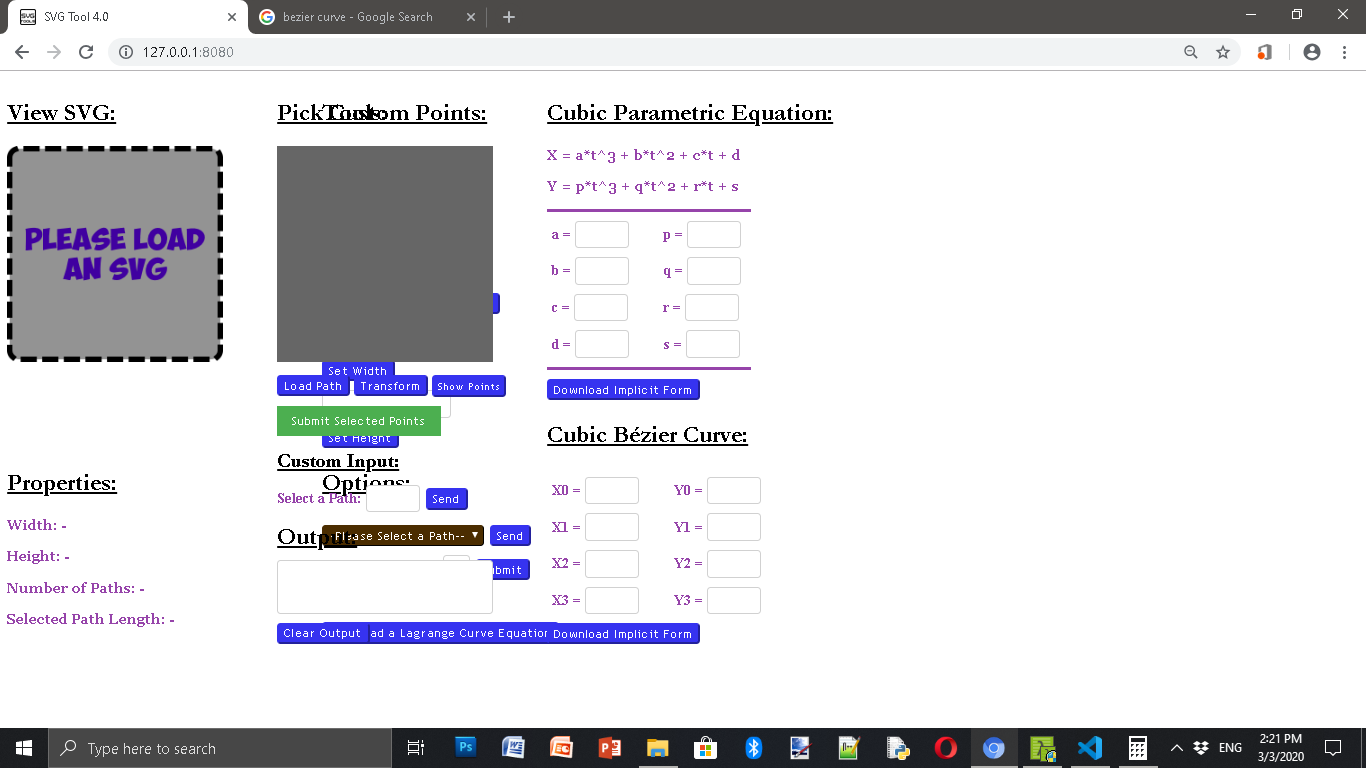 SVG Tool 4.0
bezier curve - Google Search
127.0.0.1:8080
View SVG:
PLEASE LOAD
AN SVG
Properties:
Width: -
Height: -
Number of Paths: -
Selected Path Length: -
Pick Custom Points:
Set Width
Load Path Transform Show Points
Submit Selected Points
Set Height
Custom Input:
Options:
Select a Path: Send
Output:
Please Select a Path-- Send
ubmit
Clear Output ad a Lagrange Curve Equation
Cubic Parametric Equation:
X = a*t^3 + b*t^2 + c*t + d
Y = p*t^3 + q*t^2 + r*t + s
a = p =
b = q =
c = r =
d = s =
Download Implicit Form
Cubic Bézier Curve:
X0 = Y0 =
X1 = Y1 =
X2 = Y2 =
X3 = Y3 =
Download Implicit Form
Type here to search
ENG
2:21 PM
3/3/2020